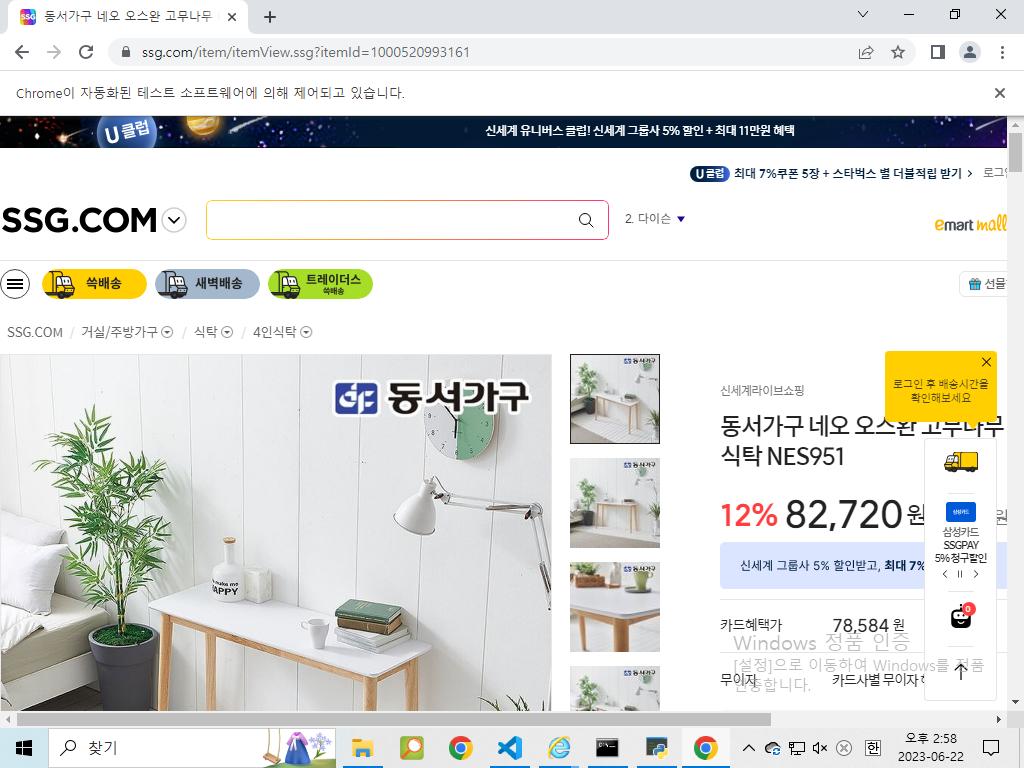 동서가구 네오 오스완 고무나무
ssg.com/item/itemView.ssg?itemId=1000520993161
Chrome이 자동화된 테스트 소프트웨어에 의해 제어되고 있습니다.
U 클럽
신세계 유니버스 클럽! 신세계 그룹사 5% 할인 + 최대 11만원 혜택
U 클럽 최대 7%쿠폰 5장 + 스타벅스 별 더블적립 받기
로그인
SSG.COM
2. 다이슨
emart mall
쓱배송
새벽배송
트레이더스
쓱배송
선물
SSG.COM / 거실/주방가구 / 식탁 / 4인식탁
동서가구
make me
HAPPY
신세계라이브쇼핑
로그인 후 배송시간을
확인해보세요
동서가구 네오 오스완 고무나무
식탁 NES951
12% 82,720 원
원
신세계 그룹사 5% 할인받고, 최대 7%
삼성카드
삼성카드
SSGPAY
5% 청구할인
카드혜택가 78,584 원
0
무이자 카드사별 무이자
Windows 정품 인증
[설정]으로 이동하여 Windows를 정품
인증합니다.
찾기
한
오후 2:58
2023-06-22